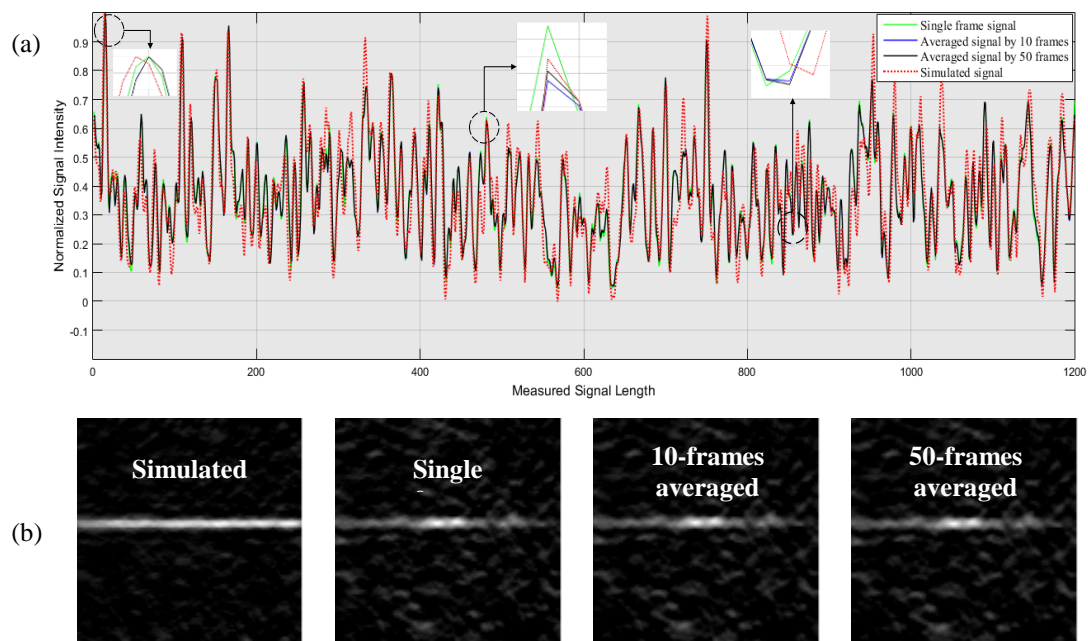 (a)
Normalized Signal Intensity
0.9
0.8
0.7
0.6
0.5
0.4
0.3
0.2
0.1
0
-0.1
Single frame signal
Averaged signal by 10 frames
Averaged signal by 50 frames
Simulated signal
0
200
400
600
800
1000
1200
Measured Signal Length
(b)
Simulated
Single
10-frames
averaged
50-frames
averaged